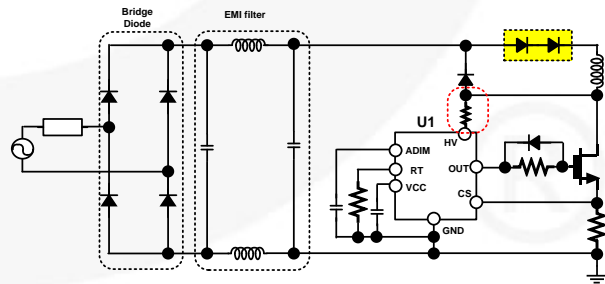 Bridge
Diode
EMI filter
U1
HV
ADIM
RT
OUT
VCC
CS
GND